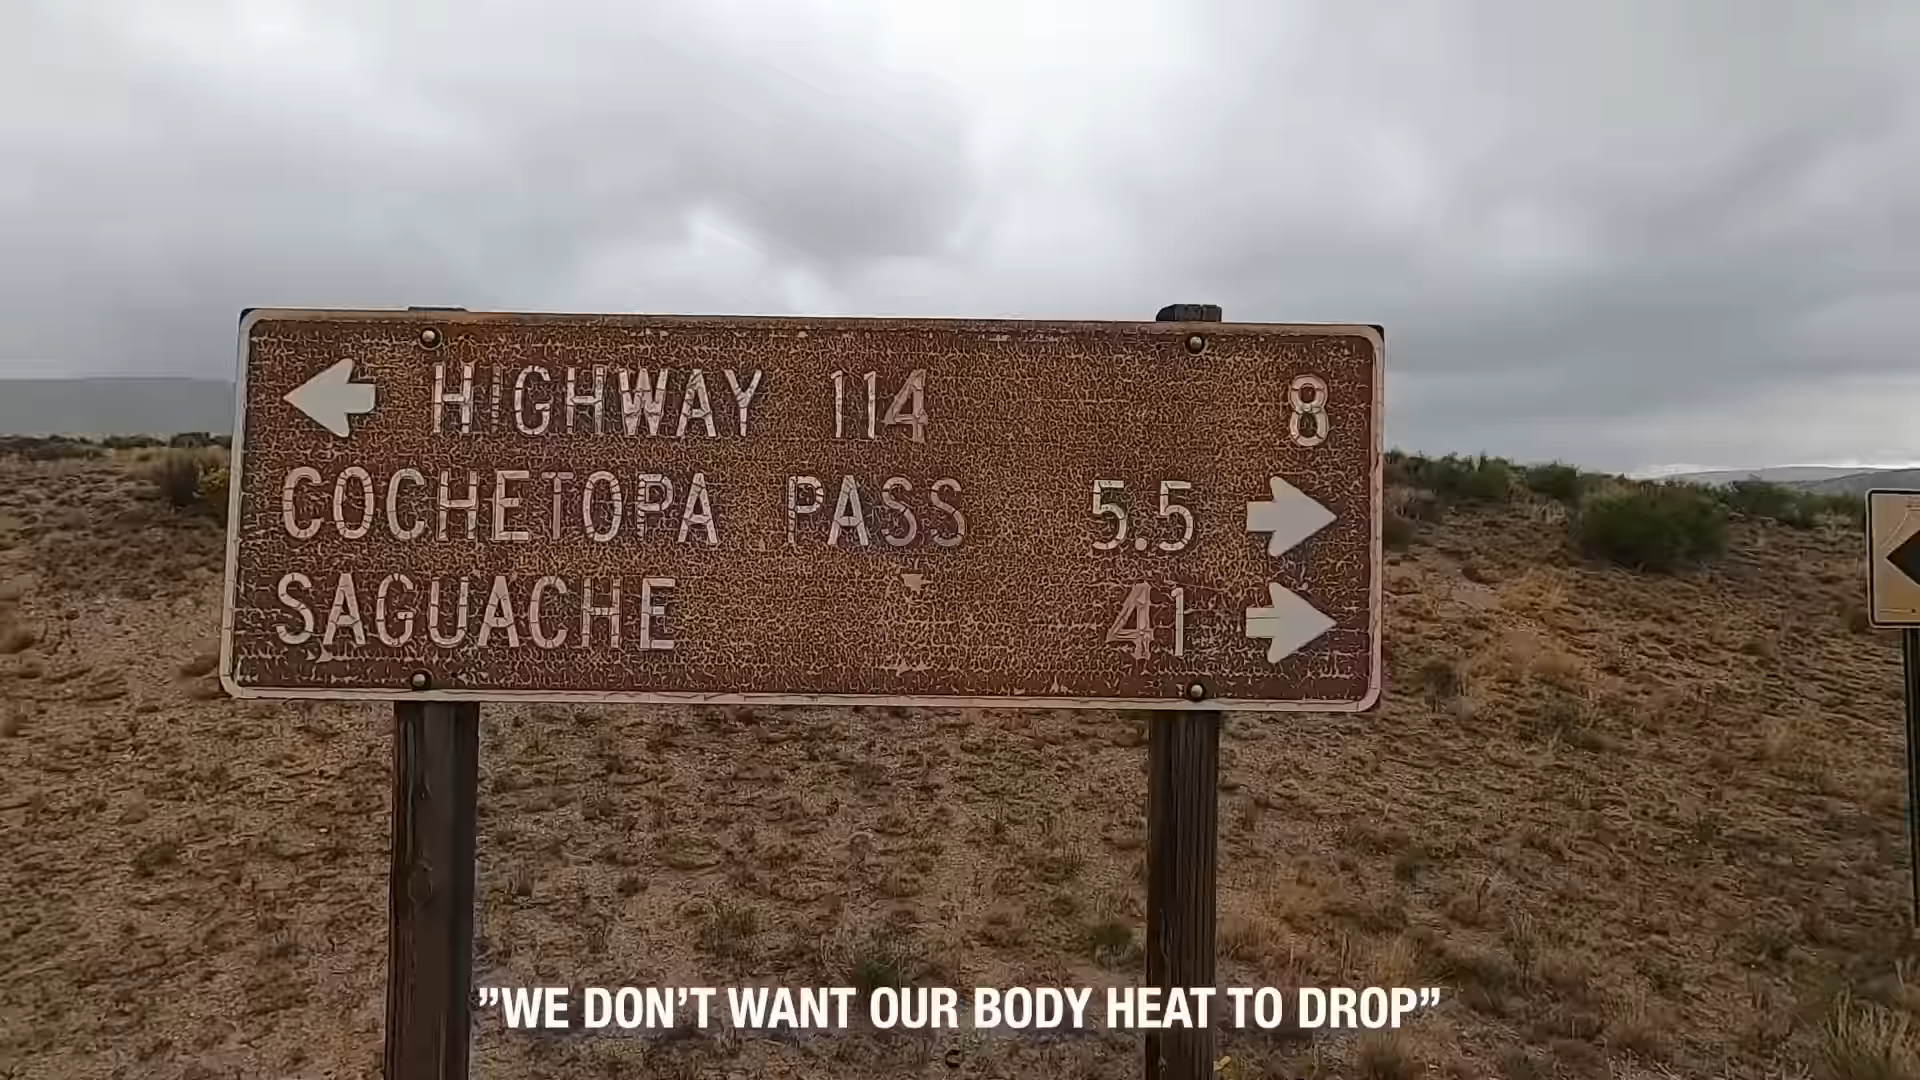 HIGHWAY 114 8
COCHETOPA PASS 5.5
SAGUACHE 41
”WE DON’T WANT OUR BODY HEAT TO DROP”